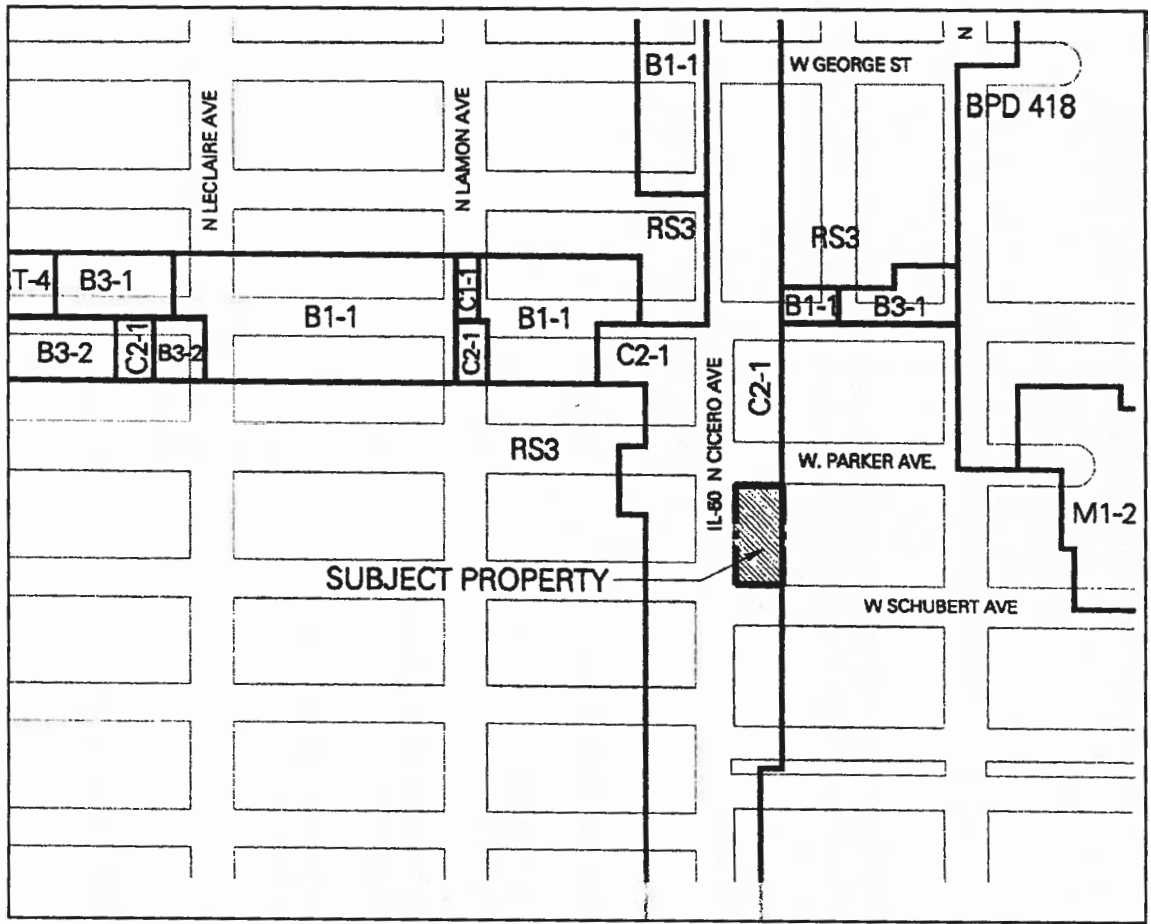 B1-1
W GEORGE ST
N
BPD 418
N LECLAIRE AVE
N LAMON AVE
RS3
RS3
.T-4
B3-1
B1-1
C1-1
B1-1
B1-1
B3-1
B3-2
C2-1
B3-2
C2-1
C2-1
C2-1
IL-50 N CICERO AVE
RS3
W. PARKER AVE.
M1-2
SUBJECT PROPERTY
W SCHUBERT AVE